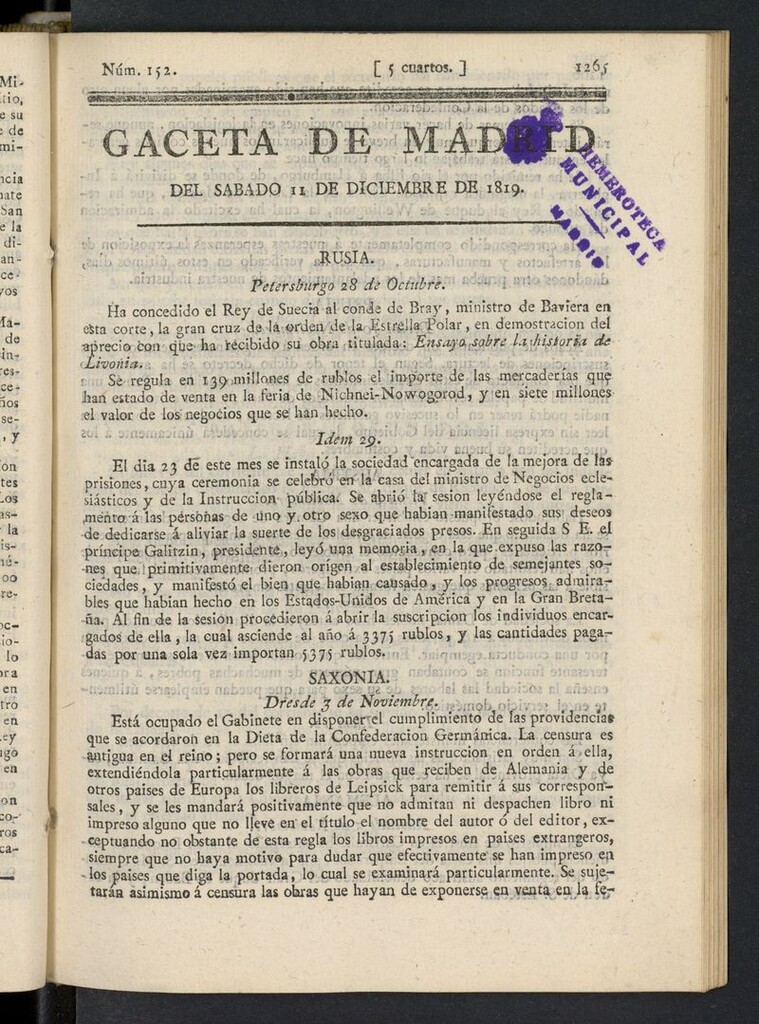 Núm. 152. [ 5 cuartos. ] 1265
GACETA DE MADRID
DEL SABADO 11 DE DICIEMBRE DE 1819.
HEMEROTECA
MUNICIPAL
MADRID
RUSIA.
Petersburgo 28 de Octubre.
Ha concedido el Rey de Suecia al conde de Bray, ministro de Baviera en
esta corte, la gran cruz de la orden de la Estrella Polar, en demostracion del
aprecio con que ha recibido su obra titulada: Ensayo sobre la historia de
Livonia.
Se regula en 139 millones de rublos el importe de las mercaderías que
han estado de venta en la feria de Nichnei-Nowogorod, y en siete millones
el valor de los negocios que se han hecho.
Idem 29.
El dia 23 de este mes se instaló la sociedad encargada de la mejora de las
prisiones, cuya ceremonia se celebró en la casa del ministro de Negocios ecle-
siásticos y de la Instruccion pública. Se abrió la sesion leyéndose el regla-
mento á las personas de uno y otro sexo que habian manifestado sus deseos
de dedicarse á aliviar la suerte de los desgraciados presos. En seguida S E. el
príncipe Galitzin, presidente, leyó una memoria, en la que expuso las razo-
nes que primitivamente dieron origen al establecimiento de semejantes so-
ciedades, y manifestó el bien que habian causado, y los progresos admira-
bles que habian hecho en los Estados-Unidos de América y en la Gran Breta-
ña. Al fin de la sesion procedieron á abrir la suscripcion los individuos encar-
gados de ella, la cual asciende al año á 3375 rublos, y las cantidades paga-
das por una sola vez importan 5375 rublos.
SAXONIA.
Dresde 3 de Noviembre.
Está ocupado el Gabinete en disponer el cumplimiento de las providencias
que se acordaron en la Dieta de la Confederacion Germánica. La censura es
antigua en el reino; pero se formará una nueva instruccion en orden á ella,
extendiéndola particularmente á las obras que reciben de Alemania y de
otros paises de Europa los libreros de Leipsick para remitir á sus correspon-
sales, y se les mandará positivamente que no admitan ni despachen libro ni
impreso alguno que no lleve en el título el nombre del autor ó del editor, ex-
ceptuando no obstante de esta regla los libros impresos en paises extrangeros,
siempre que no haya motivo para dudar que efectivamente se han impreso en
los paises que diga la portada, lo cual se examinará particularmente. Se suje-
tarán asimismo á censura las obras que hayan de exponerse en venta en la fe-